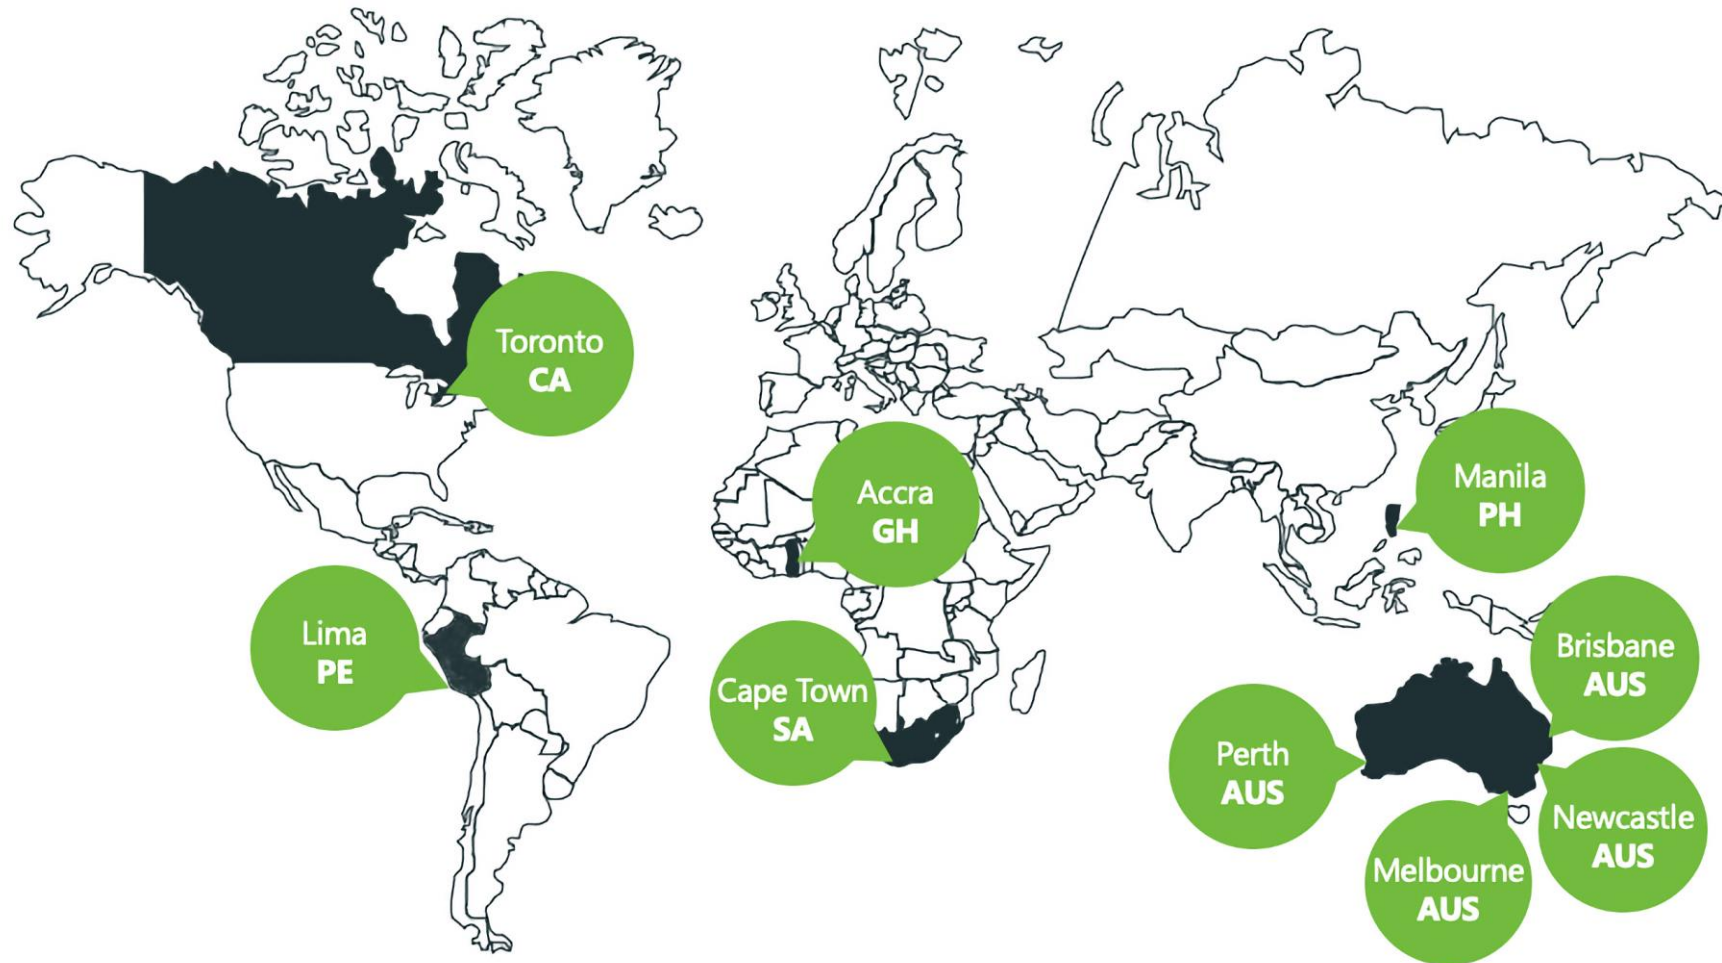 Toronto
CA
Accra
GH
Manila
PH
Lima
PE
Cape Town
SA
Brisbane
AUS
Perth
AUS
Newcastle
AUS
Melbourne
AUS